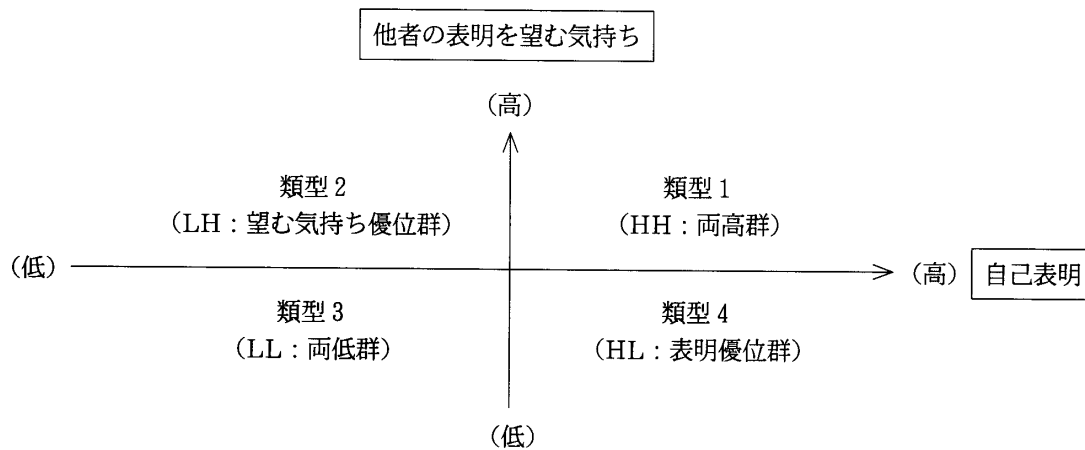 他者の表明を望む気持ち
(高)
類型2
(LH:望む気持ち優位群)
類型1
(HH:両高群)
(低)
(高)
自己表明
類型3
(LL:両低群)
類型4
(HL:表明優位群)
(低)